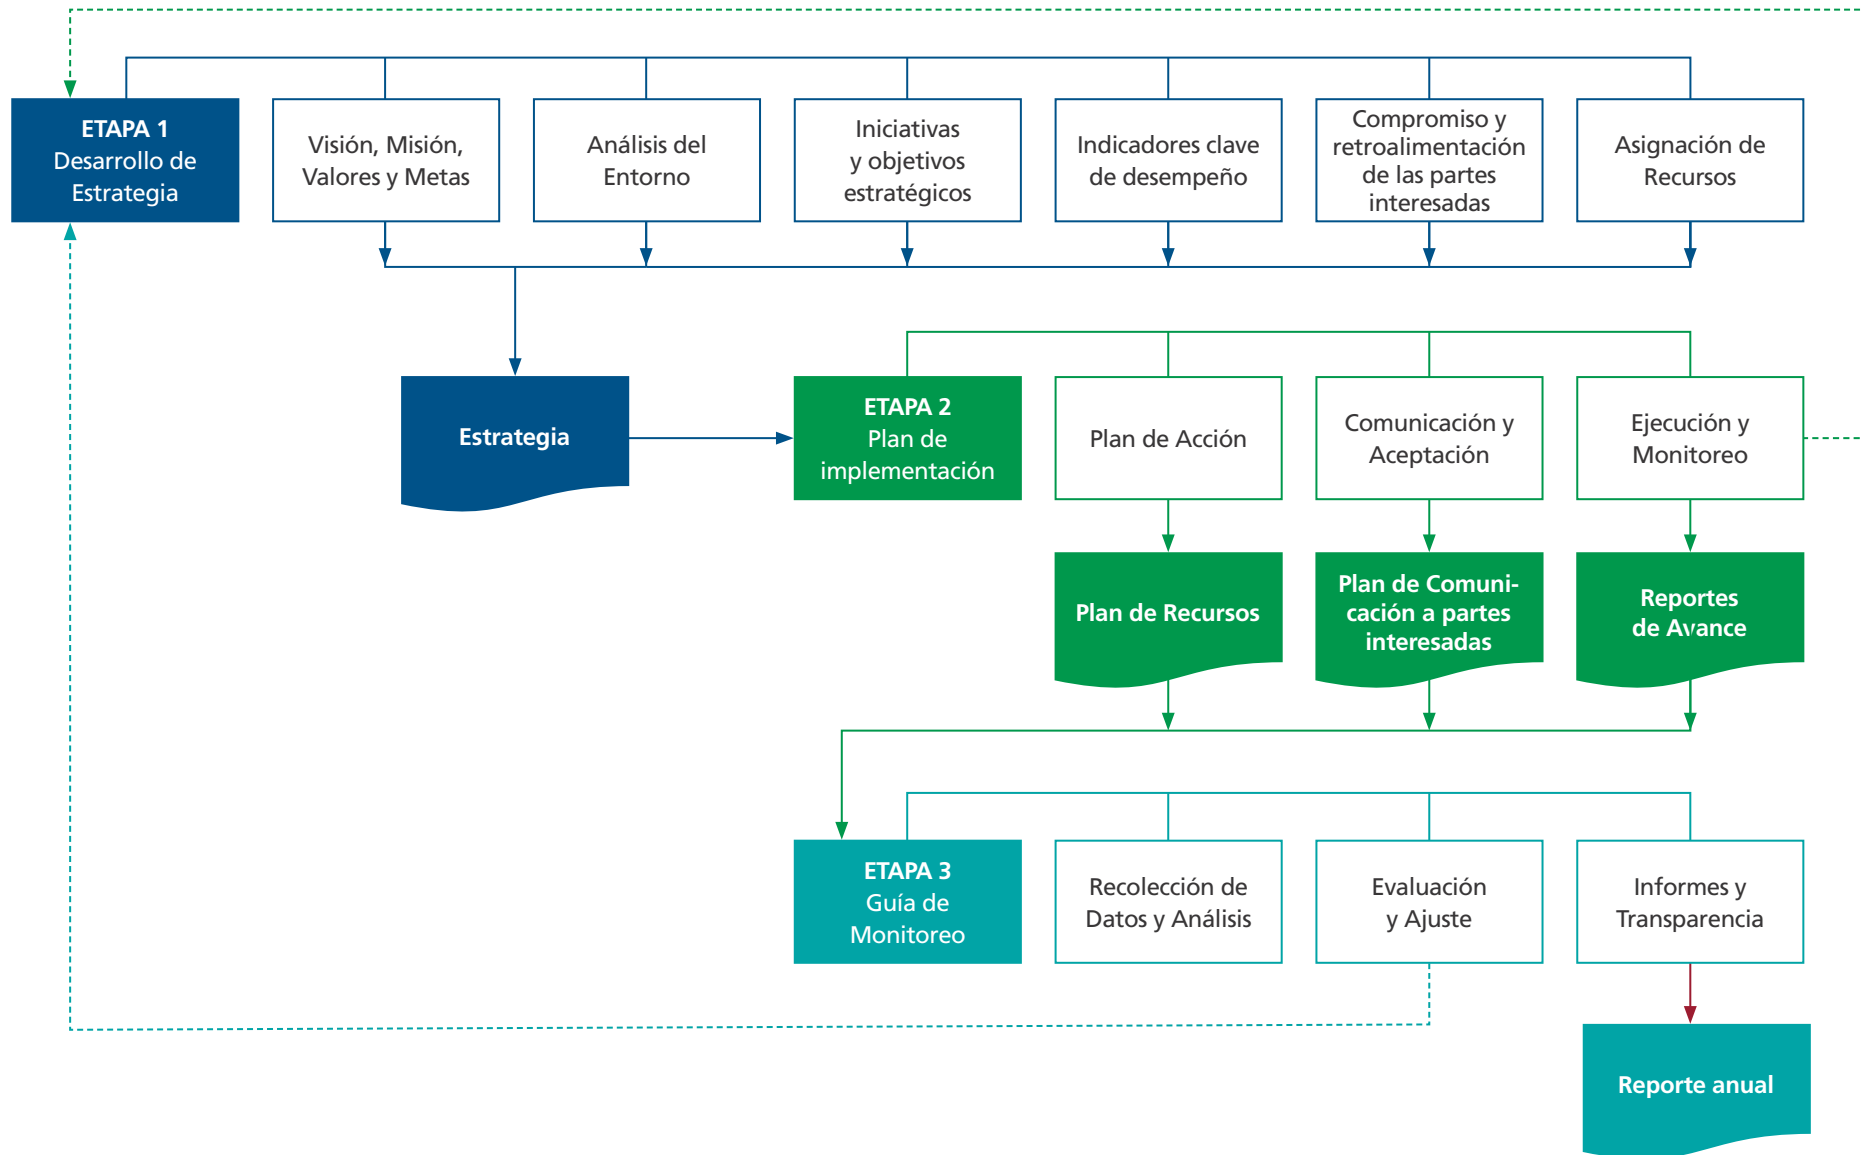 ETAPA 1
Desarrollo de
Estrategia
Visión, Misión,
Valores y Metas
Análisis del
Entorno
Iniciativas
y objetivos
estratégicos
Indicadores clave
de desempeño
Compromiso y
retroalimentación
de las partes
interesadas
Asignación de
Recursos
Estrategia
ETAPA 2
Plan de
implementación
Plan de Acción
Comunicación y
Aceptación
Ejecución y
Monitoreo
Plan de Recursos
Plan de Comuni-
cación a partes
interesadas
Reportes
de Avance
ETAPA 3
Guía de
Monitoreo
Recolección de
Datos y Análisis
Evaluación
y Ajuste
Informes y
Transparencia
Reporte anual